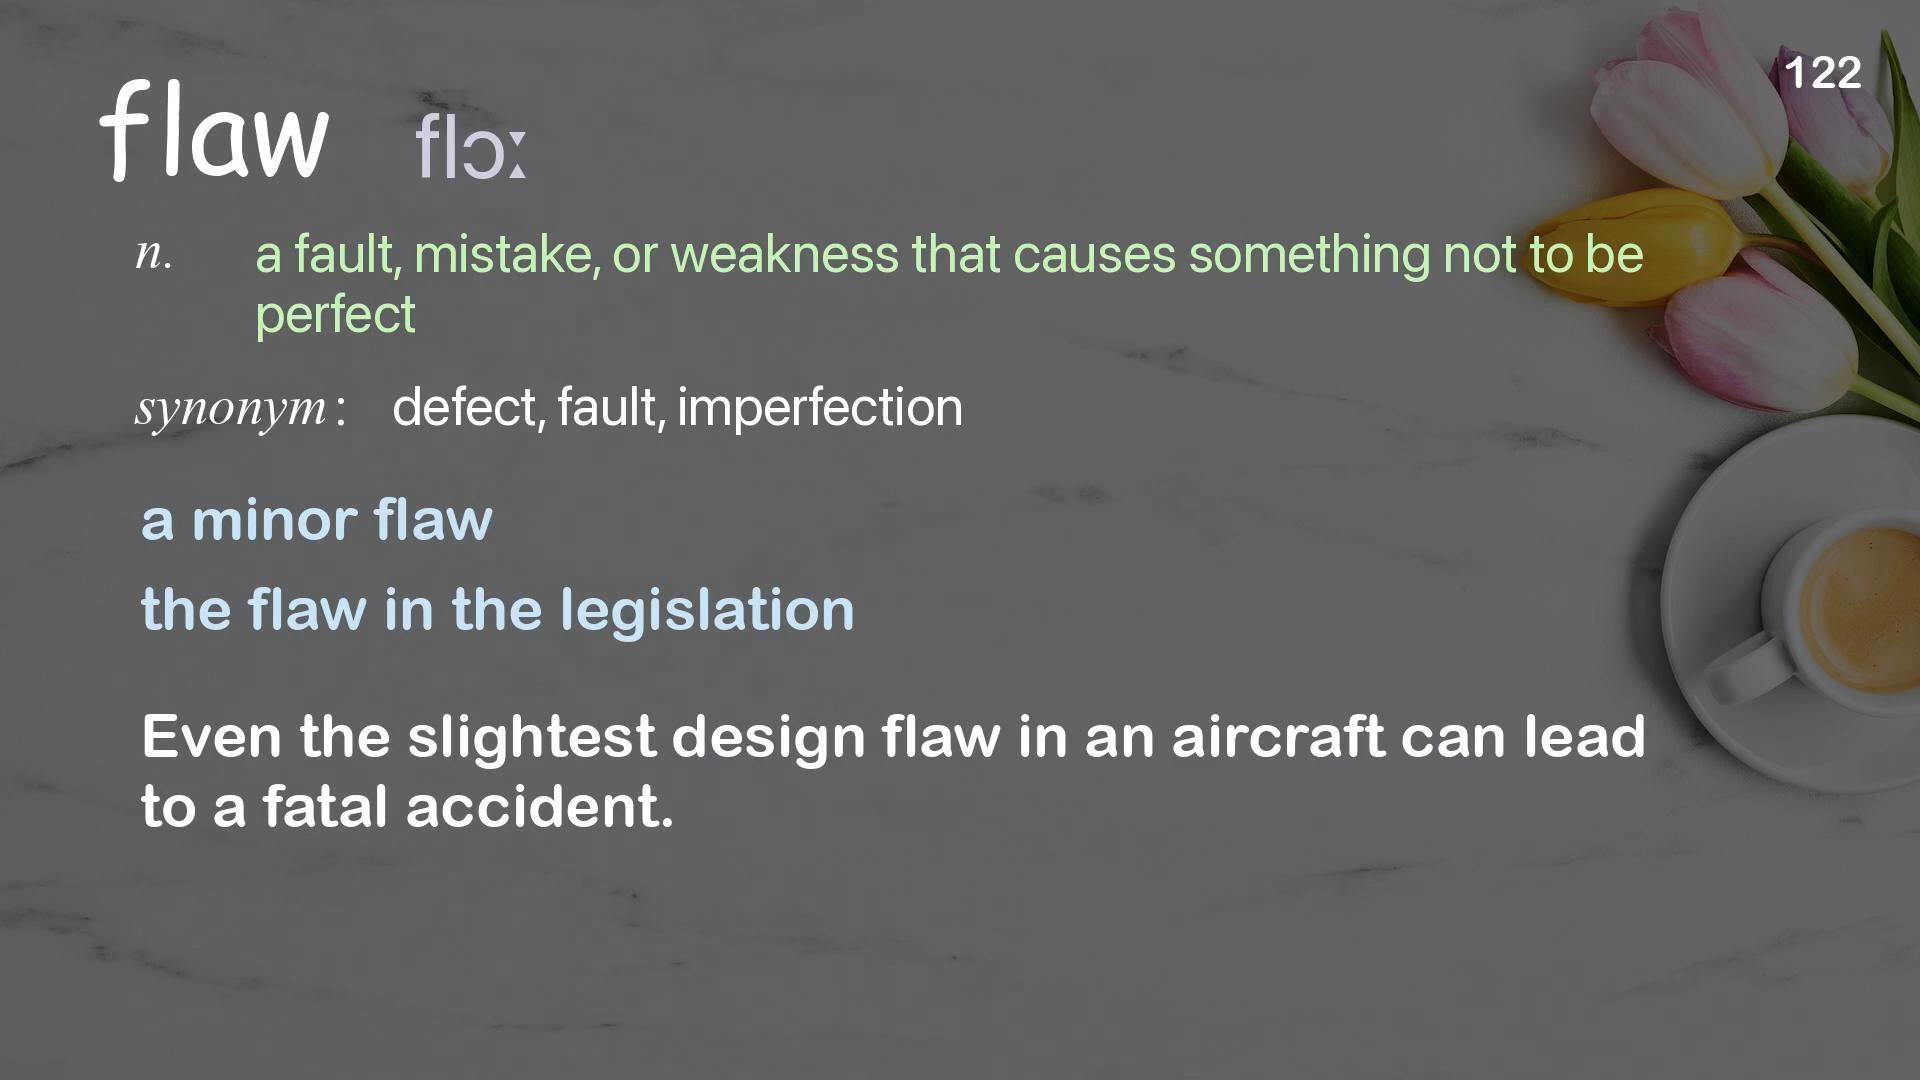 122
flaw flɔː
n. a fault, mistake, or weakness that causes something not to be
perfect
synonym: defect, fault, imperfection
a minor flaw
the flaw in the legislation
Even the slightest design flaw in an aircraft can lead
to a fatal accident.